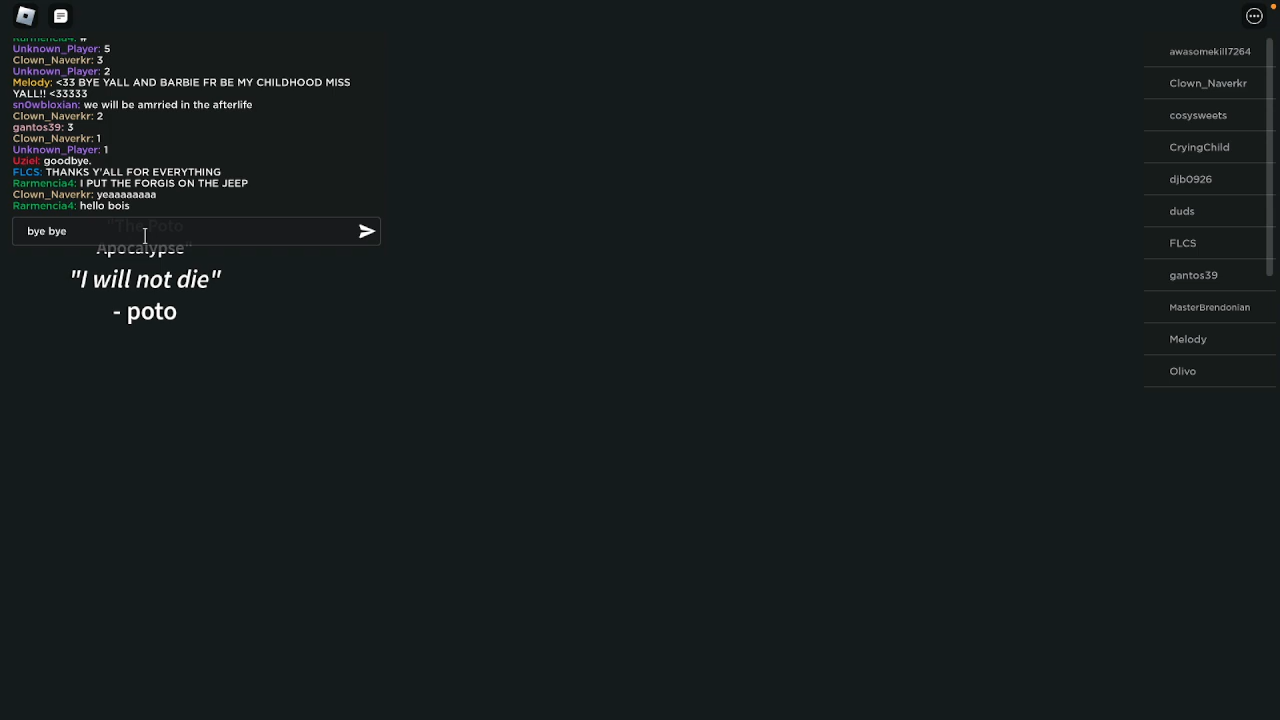 Rarmencia4: #
Unknown_Player: 5
Clown_Naverkr: 3
Unknown_Player: 2
Melody: <33 BYE YALL AND BARBIE FR BE MY CHILDHOOD MISS
YALL!! <33333
sn0wbloxian: we will be amrried in the afterlife
Clown_Naverkr: 2
gantos39: 3
Clown_Naverkr: 1
Unknown_Player: 1
Uziel: goodbye.
FLCS: THANKS Y'ALL FOR EVERYTHING
Rarmencia4: I PUT THE FORGIS ON THE JEEP
Clown_Naverkr: yeaaaaaaaa
Rarmencia4: hello bois
bye bye
"The Poto
Apocalypse"
"I will not die"
- poto
awasomekill7264
Clown_Naverkr
cosysweets
CryingChild
djb0926
duds
FLCS
gantos39
MasterBrendonian
Melody
Olivo